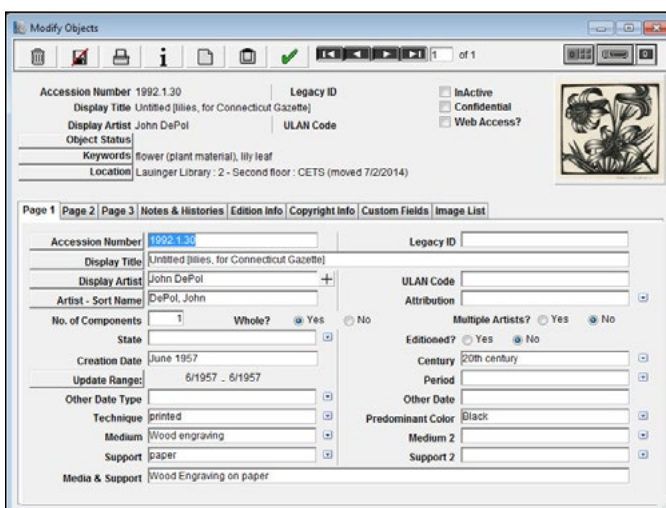 Modify Objects
1 of 1
Accession Number 1992.1.30 Legacy ID InActive
Display Title Untitled [lilies, for Connecticut Gazette] Confidential
Display Artist John DePol ULAN Code Web Access?
Object Status
Keywords flower (plant material), lily leaf
Location Lauinger Library : 2 - Second floor : CETS (moved 7/2/2014)
Page 1 Page 2 Page 3 Notes & Histories Edition Info Copyright Info Custom Fields Image List
Accession Number 1992.1.30 Legacy ID
Display Title Untitled [lilies, for Connecticut Gazette]
Display Artist John DePol ULAN Code
Artist - Sort Name DePol, John Attribution
No. of Components 1 Whole? Yes No Multiple Artists? Yes No
State Editioned? Yes No
Creation Date June 1957 Century 20th century
Update Range: 6/1957 - 6/1957 Period
Other Date Type Other Date
Technique printed Predominant Color Black
Medium Wood engraving Medium 2
Support paper Support 2
Media & Support Wood Engraving on paper